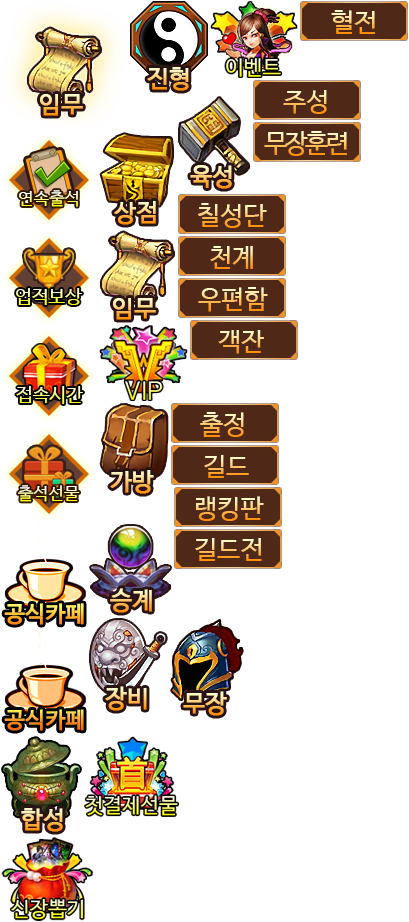 혈전
임무
진형
이벤트
주성
무장훈련
연속출석
상점
육성
칠성단
천계
업적보상
임무
우편함
객잔
접속시간
VIP
출정
길드
출석선물
가방
랭킹판
길드전
공식카페
승계
공식카페
장비
무장
합성
首
첫결제선물
신장뽑기